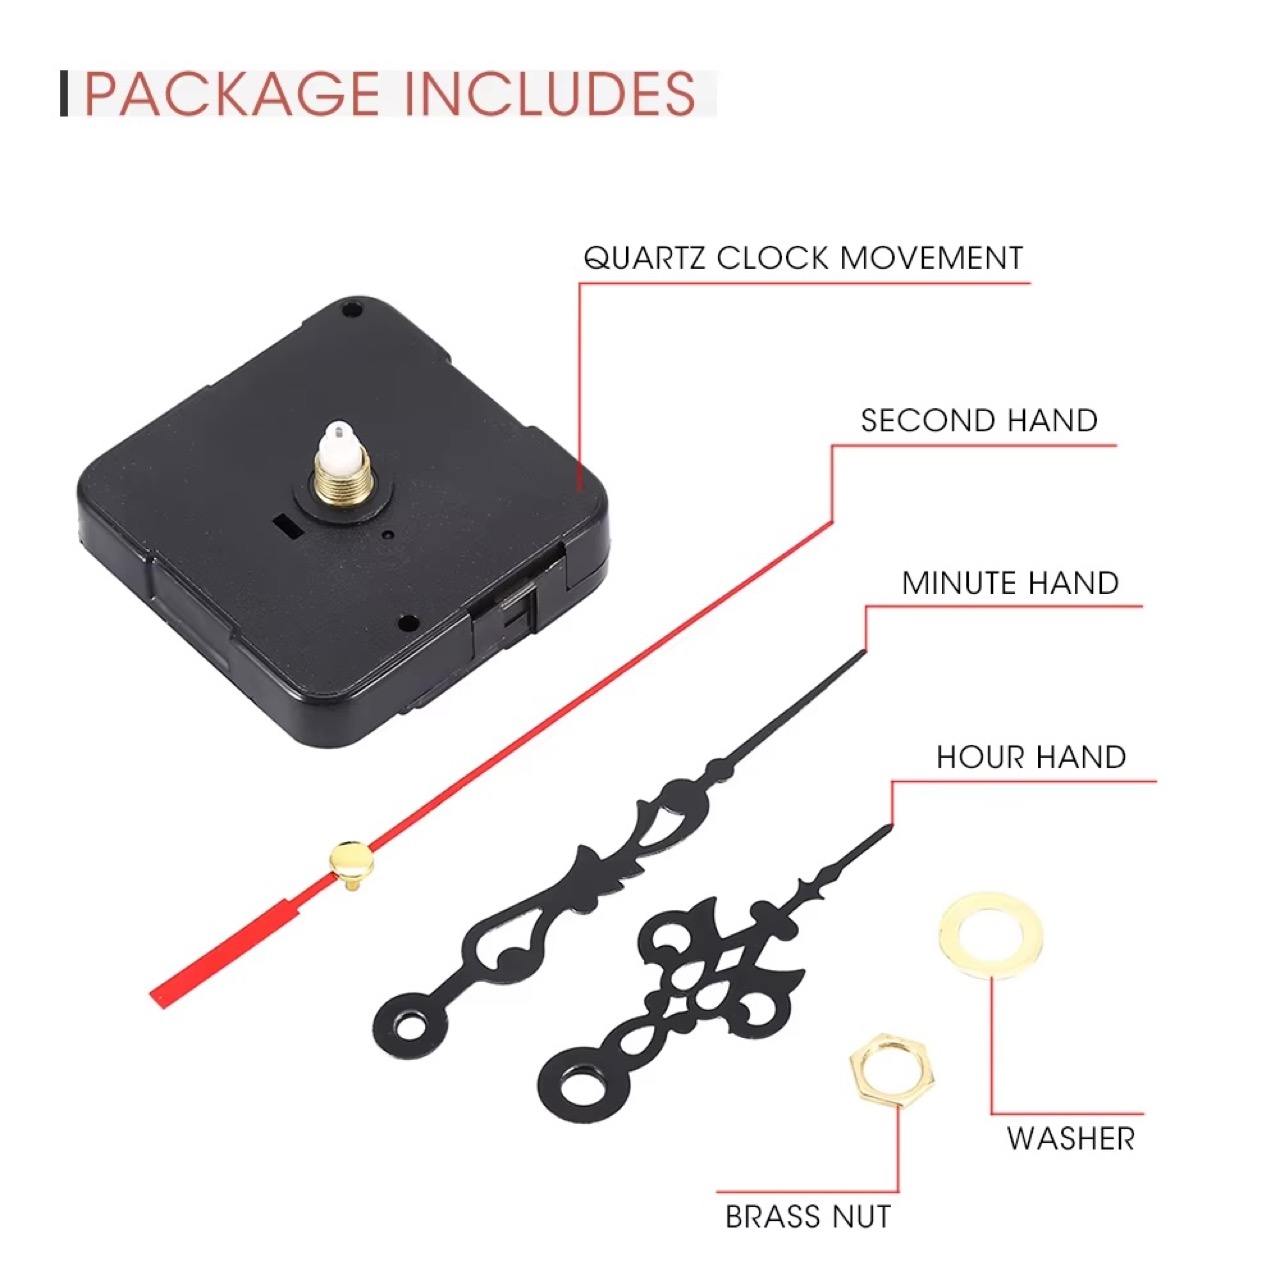 PACKAGE INCLUDES
QUARTZ CLOCK MOVEMENT
SECOND HAND
MINUTE HAND
HOUR HAND
WASHER
BRASS NUT